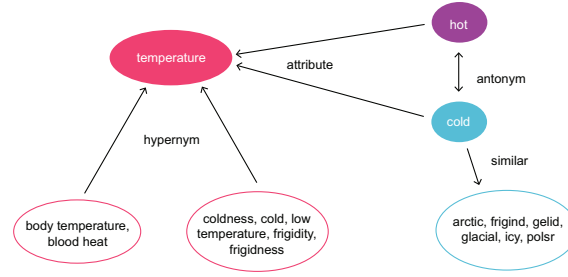 hot
temperature
attribute
antonym
cold
hypernym
similar
body temperature,
blood heat
coldness, cold, low
temperature, frigidity,
frigidness
arctic, frigind, gelid,
glacial, icy, polsr